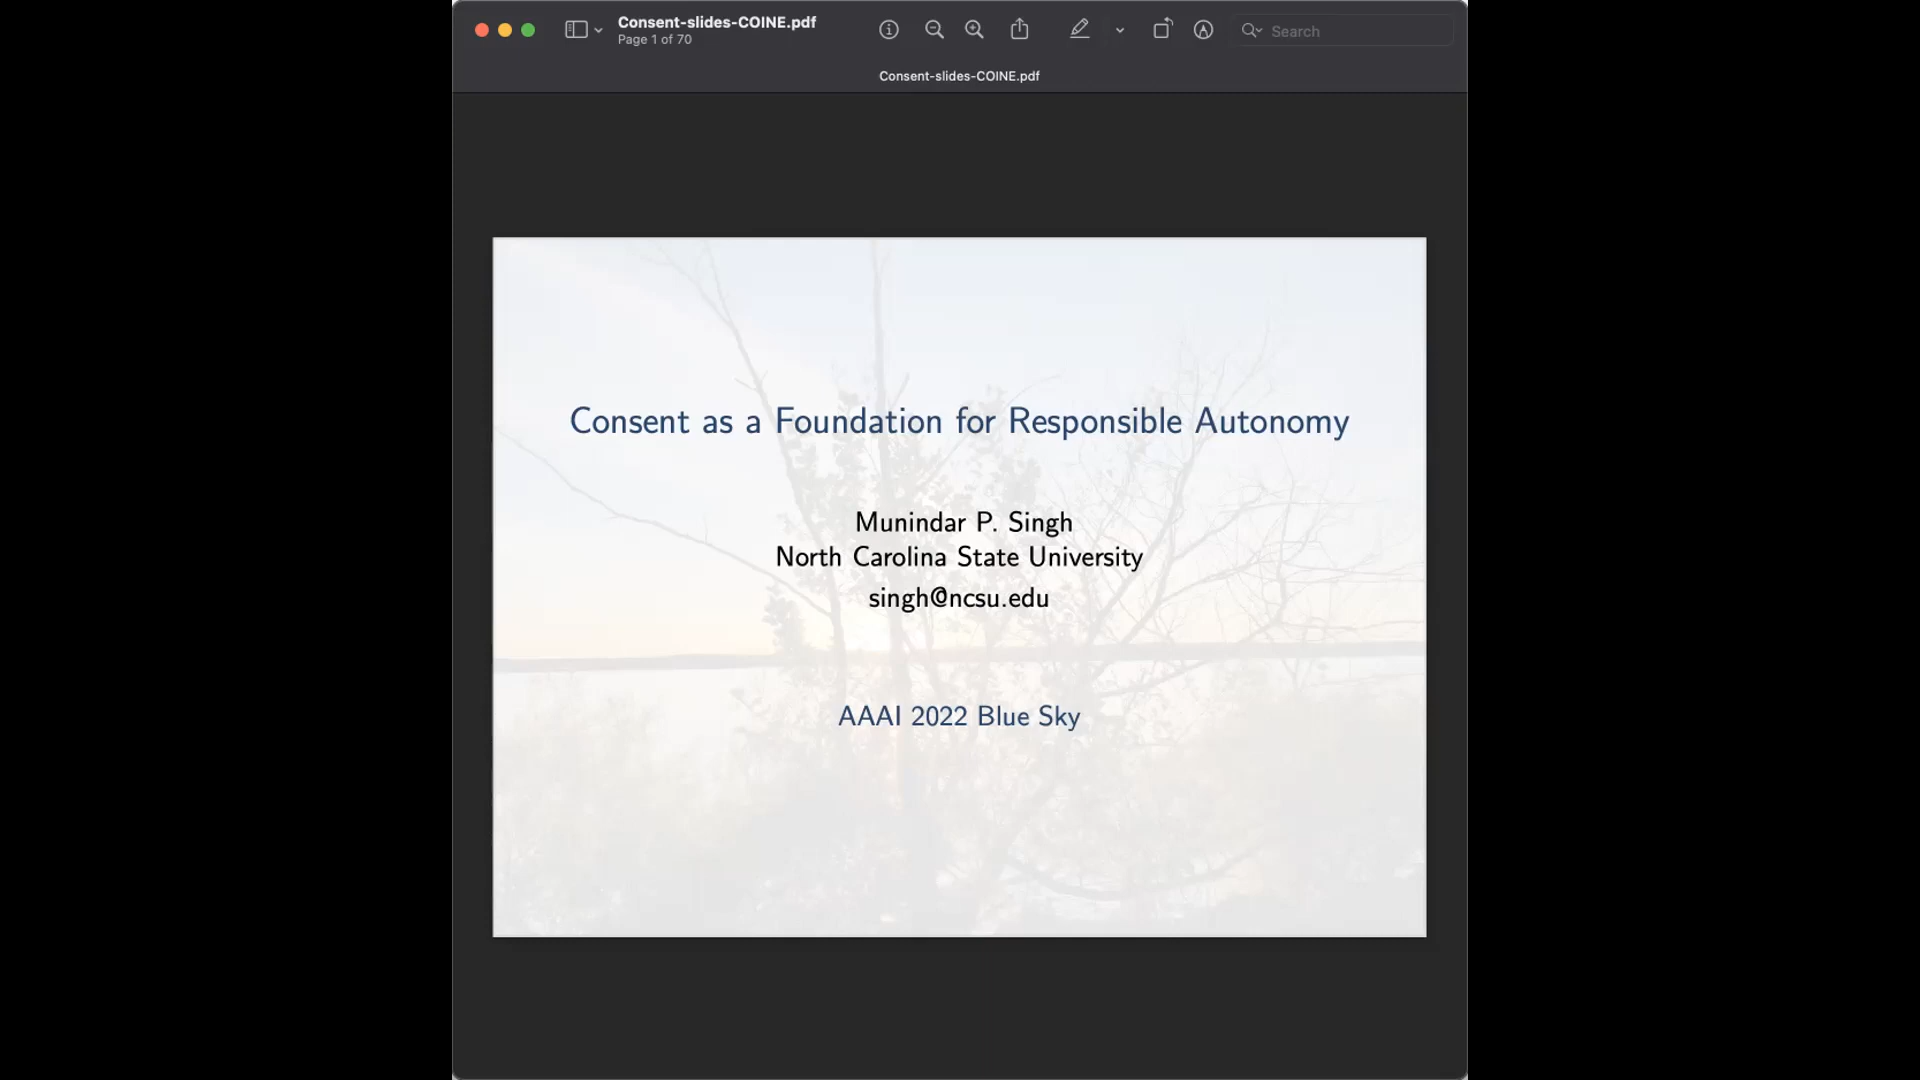 Consent-slides-COINE.pdf
Page 1 of 70
Search
Consent-slides-COINE.pdf
Consent as a Foundation for Responsible Autonomy
Munindar P. Singh
North Carolina State University
singh@ncsu.edu
AAAI 2022 Blue Sky